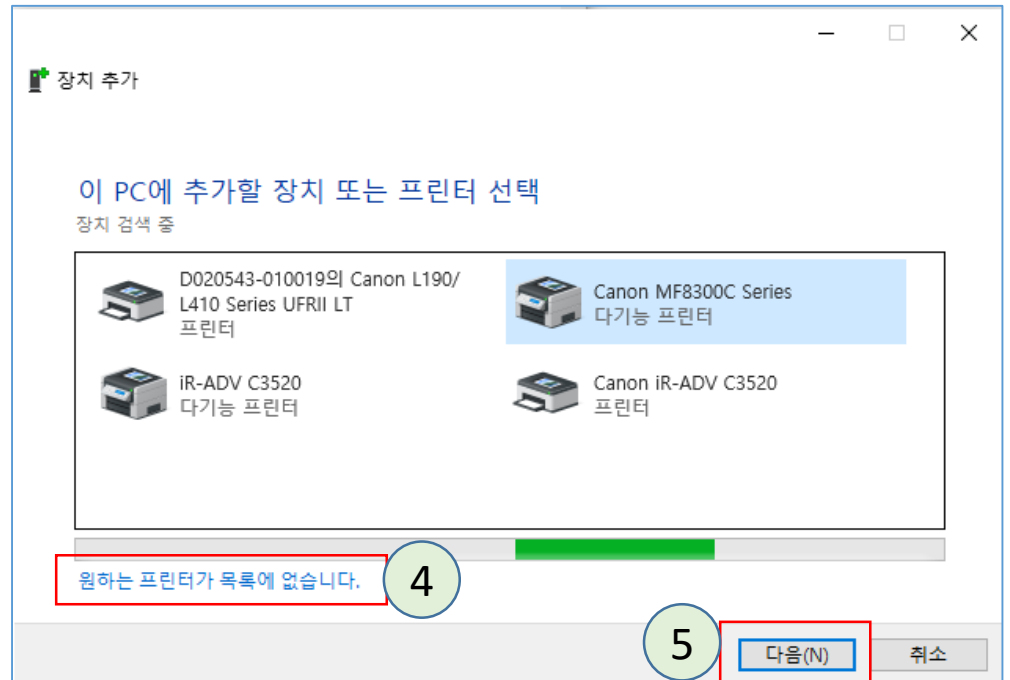 장치 추가
이 PC에 추가할 장치 또는 프린터 선택
장치 검색 중
D020543-010019의 Canon L190/
L410 Series UFRII LT
프린터
Canon MF8300C Series
다기능 프린터
iR-ADV C3520
다기능 프린터
Canon iR-ADV C3520
프린터
원하는 프린터가 목록에 없습니다.
4
5
다음(N)
취소